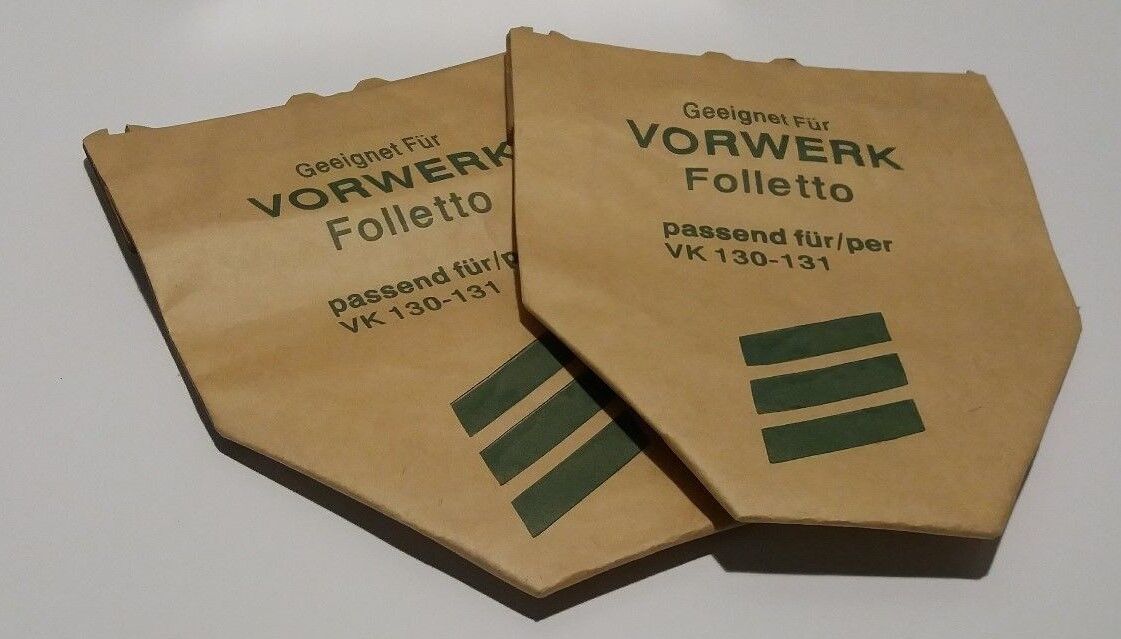 Geeignet Für
VORWERK
Folletto
passend für/p
VK 130-131
Geeignet Für
VORWERK
Folletto
passend für/per
VK 130-131